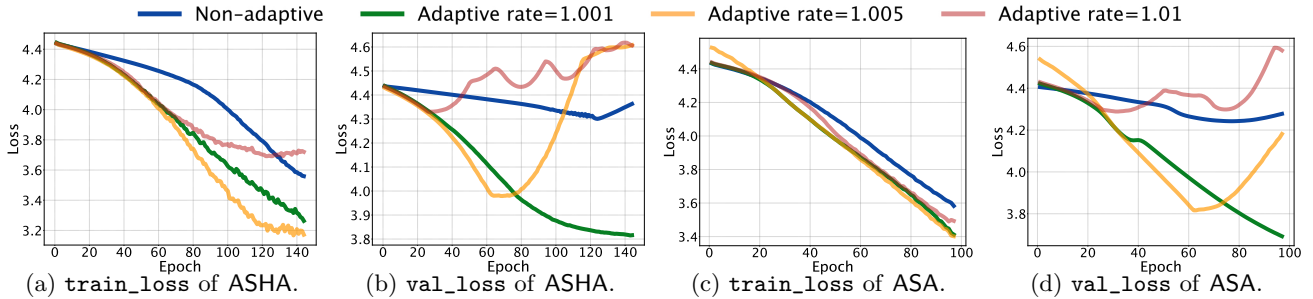 Non-adaptive Adaptive rate=1.001 Adaptive rate=1.005 Adaptive rate=1.01
4.4
4.2
4.0
3.8
3.6
3.4
3.2
Loss
0 20 40 60 80 100 120 140
Epoch
(a) train_loss of ASHA.
4.6
4.5
4.4
4.3
4.2
4.1
4.0
3.9
3.8
Loss
0 20 40 60 80 100 120 140
Epoch
(b) val_loss of ASHA.
4.4
4.2
4.0
3.8
3.6
3.4
Loss
0 20 40 60 80 100
Epoch
(c) train_loss of ASA.
4.6
4.4
4.2
4.0
3.8
Loss
0 20 40 60 80 100
Epoch
(d) val_loss of ASA.